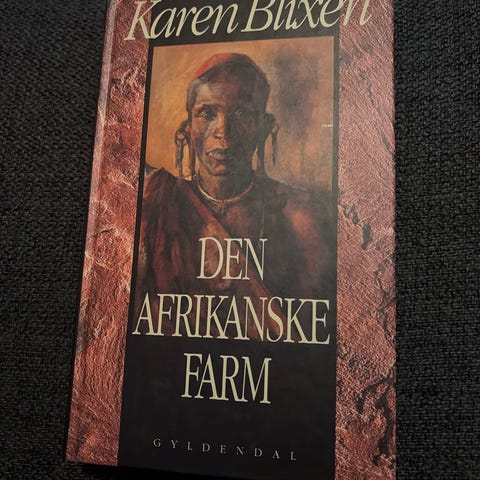 Karen Blixen
DEN
AFRIKANSKE
FARM
GYLDENDAL